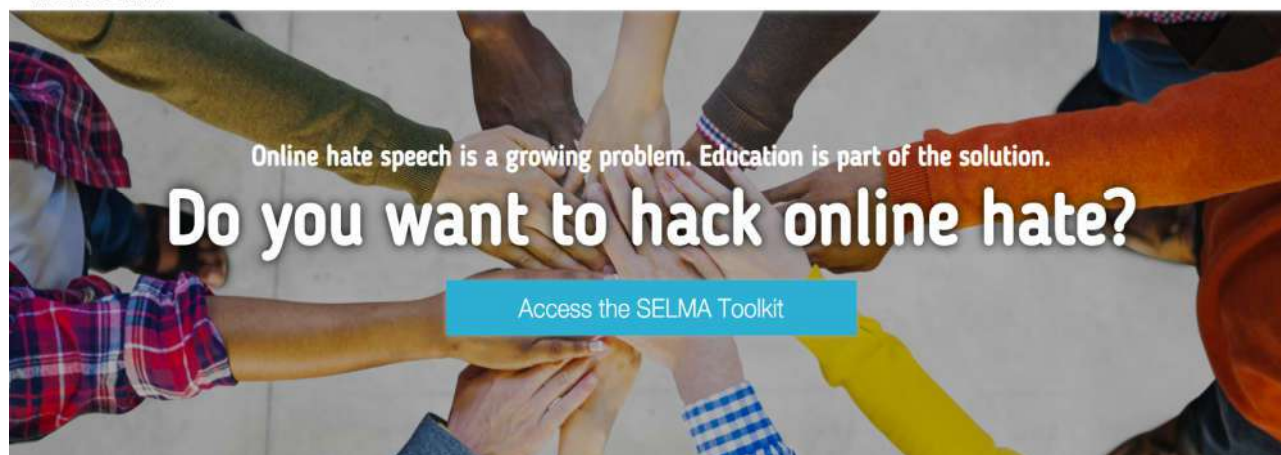 Online hate speech is a growing problem. Education is part of the solution.
Do you want to hack online hate?
Access the SELMA Toolkit